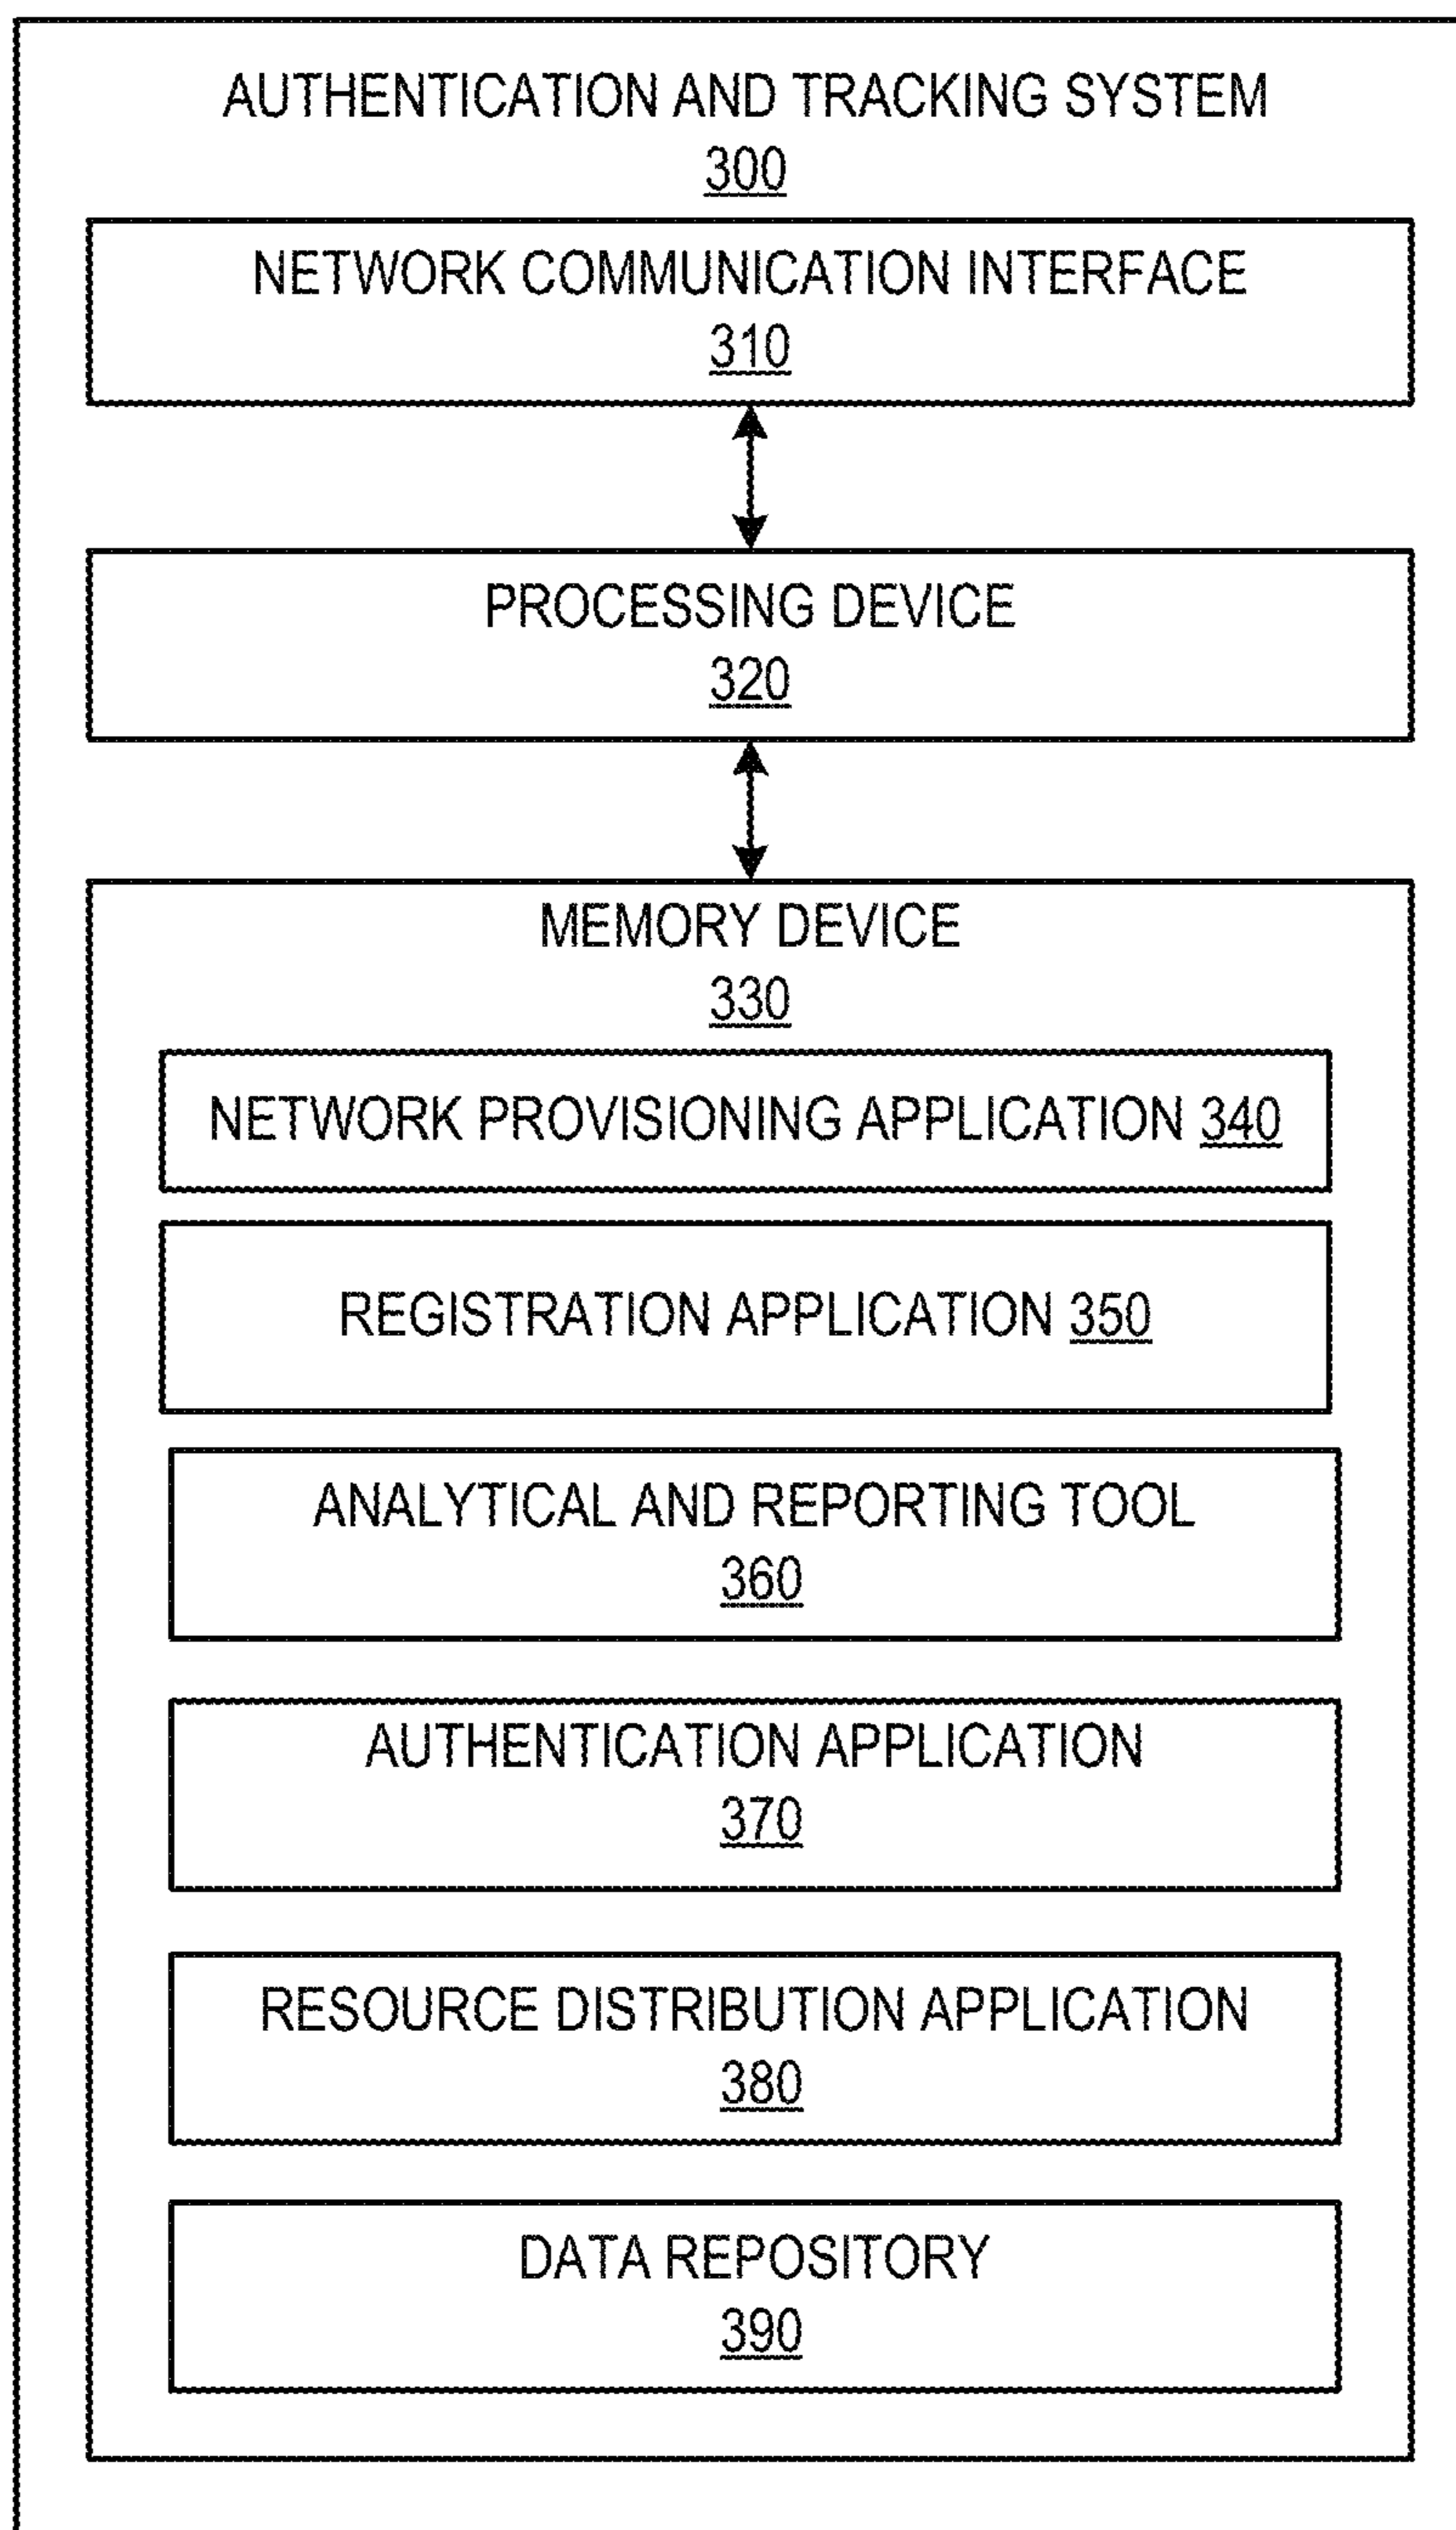 AUTHENTICATION AND TRACKING SYSTEM
300
NETWORK COMMUNICATION INTERFACE
310
PROCESSING DEVICE
320
MEMORY DEVICE
330
NETWORK PROVISIONING APPLICATION 340
REGISTRATION APPLICATION 350
ANALYTICAL AND REPORTING TOOL
360
AUTHENTICATION APPLICATION
370
RESOURCE DISTRIBUTION APPLICATION
380
DATA REPOSITORY
390